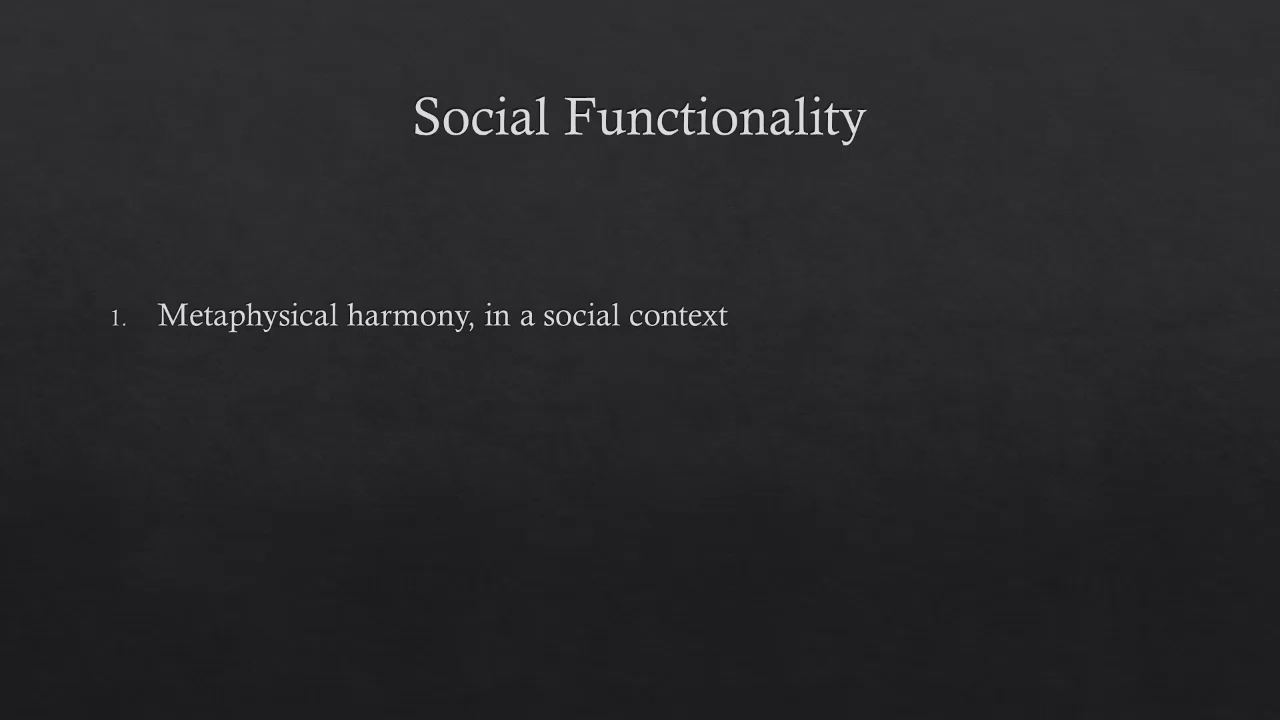 Social Functionality
1. Metaphysical harmony, in a social context